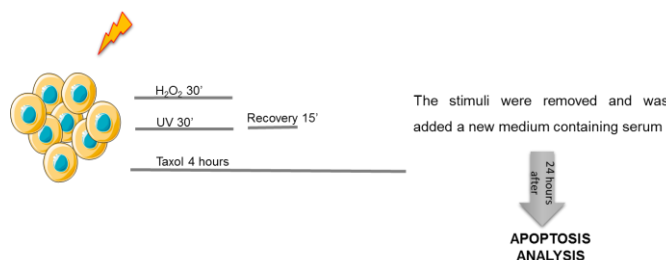 H₂O₂ 30’
UV 30’
Recovery 15’
Taxol 4 hours
The stimuli were removed and was
added a new medium containing serum
24 hours
after
APOPTOSIS
ANALYSIS